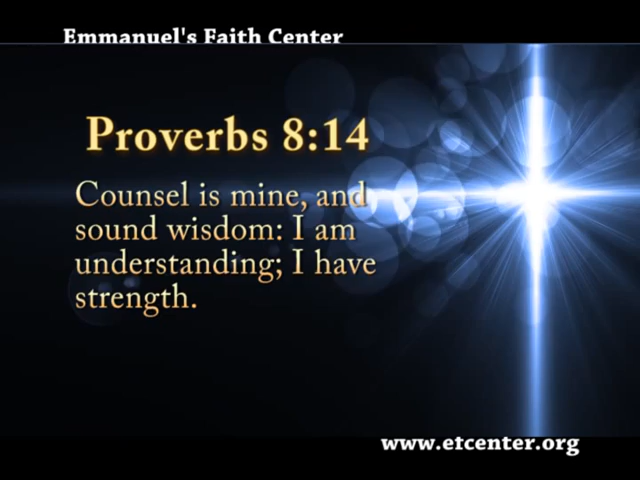 Emmanuel's Faith Center
Proverbs 8:14
Counsel is mine, and
sound wisdom: I am
understanding; I have
strength.
www.etcenter.org